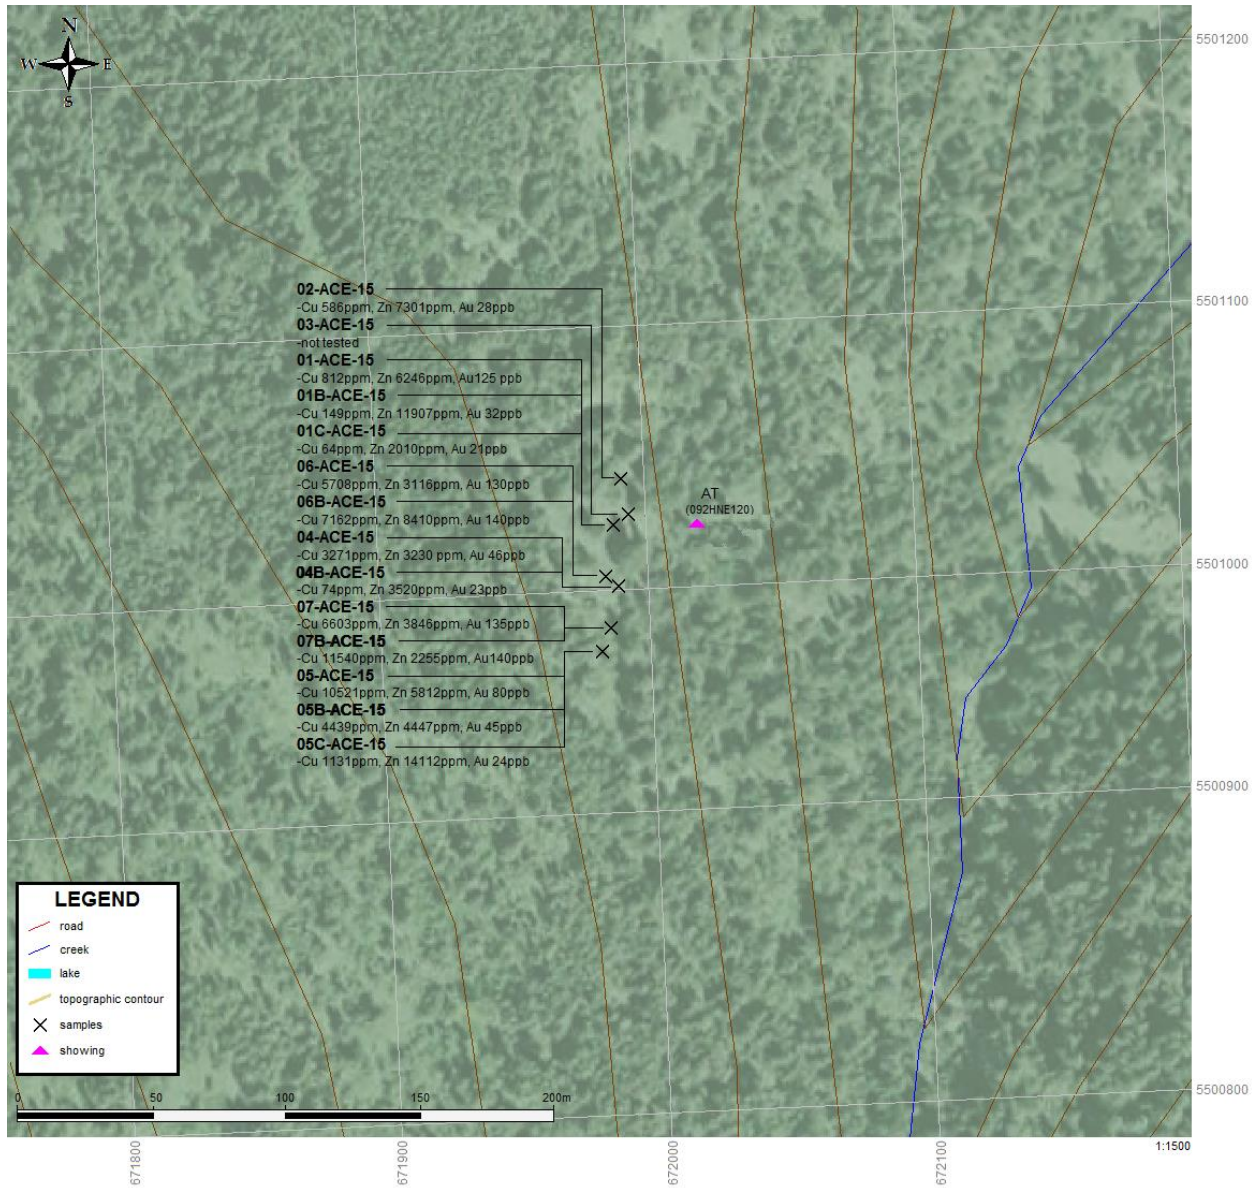 N
W E
S
5501200
5501100
5501000
5500900
5500800
02-ACE-15
-Cu 586ppm, Zn 7301ppm, Au 28ppb
03-ACE-15
-not tested
01-ACE-15
-Cu 812ppm, Zn 6246ppm, Au125 ppb
01B-ACE-15
-Cu 149ppm, Zn 11907ppm, Au 32ppb
01C-ACE-15
-Cu 64ppm, Zn 2010ppm, Au 21ppb
06-ACE-15
-Cu 5708ppm, Zn 3116ppm, Au 130ppb
06B-ACE-15
-Cu 7162ppm, Zn 8410ppm, Au 140ppb
04-ACE-15
-Cu 3271ppm, Zn 3230 ppm, Au 46ppb
04B-ACE-15
-Cu 74ppm, Zn 3520ppm, Au 23ppb
07-ACE-15
-Cu 6603ppm, Zn 3846ppm, Au 135ppb
07B-ACE-15
-Cu 11540ppm, Zn 2255ppm, Au140ppb
05-ACE-15
-Cu 10521ppm, Zn 5812ppm, Au 80ppb
05B-ACE-15
-Cu 4439ppm, Zn 4447ppm, Au 45ppb
05C-ACE-15
-Cu 1131ppm, Zn 14112ppm, Au 24ppb
AT
(092HNE120)
LEGEND
road
creek
lake
topographic contour
samples
showing
0 50 100 150 200m
671800
671900
672000
672100
1:1500